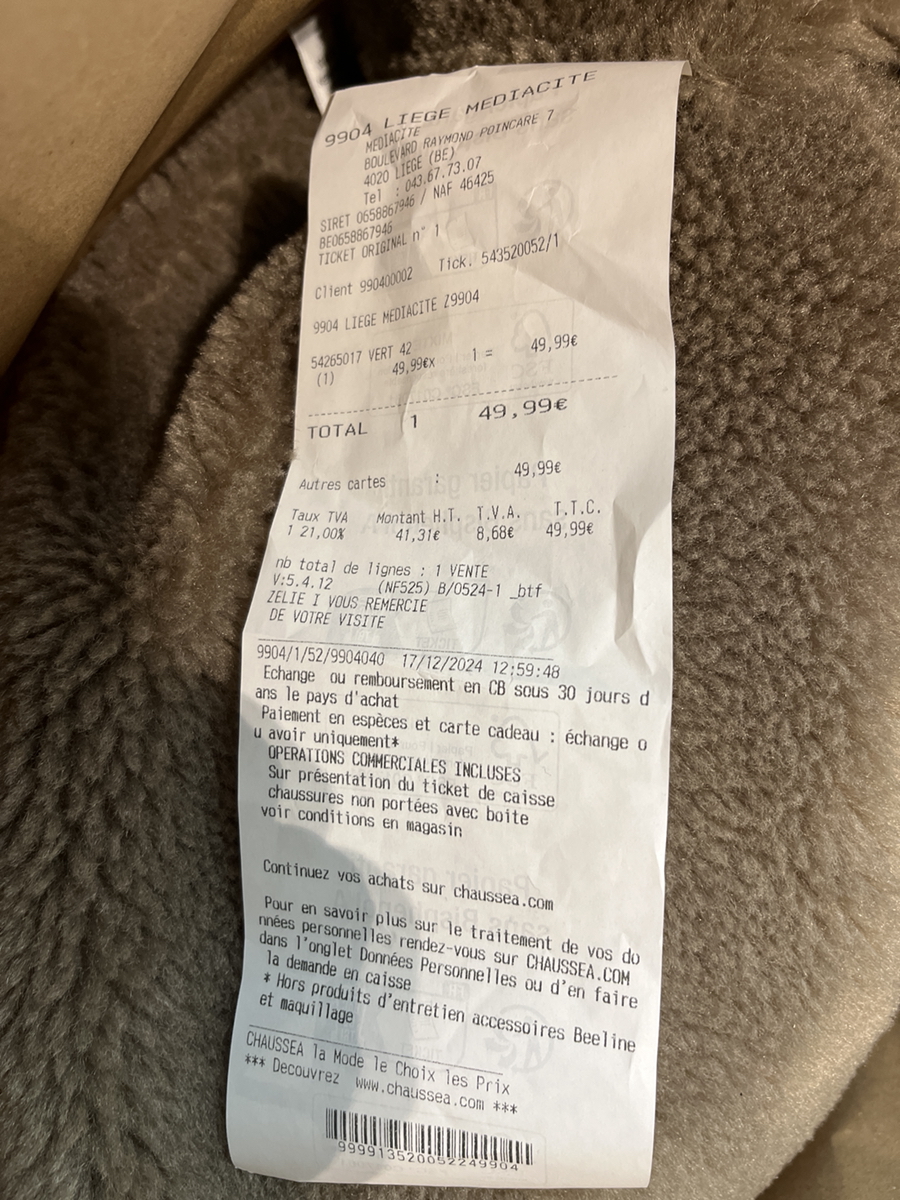 9904 LIEGE MEDIACITE
MEDIACITE
BOULEVARD RAYMOND POINCARE 7
4020 LIEGE (BE)
Tel : 043.67.73.07
SIRET 0658867946 / NAF 46425
BE0658867946
TICKET ORIGINAL n° 1
Client 990400002 Tick. 543520052/1
9904 LIEGE MEDIACITE Z9904
54265017 VERT 42
(1) 49,99€x 1 = 49,99€
TOTAL 1 49,99€
Autres cartes : 49,99€
Taux TVA Montant H.T. T.V.A. T.T.C.
1 21,00% 41,31€ 8,68€ 49,99€
nb total de lignes : 1 VENTE
V:5.4.12 (NF525) B/0524-1 _btf
ZELIE I VOUS REMERCIE
DE VOTRE VISITE
9904/1/52/9904040 17/12/2024 12:59:48
Echange ou remboursement en CB sous 30 jours d
ans le pays d'achat
Paiement en espèces et carte cadeau : échange o
u avoir uniquement*
OPERATIONS COMMERCIALES INCLUSES
Sur présentation du ticket de caisse
chaussures non portées avec boite
voir conditions en magasin
Continuez vos achats sur chaussea.com
Pour en savoir plus sur le traitement de vos do
nnées personnelles rendez-vous sur CHAUSSEA.COM
dans l'onglet Données Personnelles ou d'en faire
la demande en caisse
* Hors produits d'entretien accessoires Beeline
et maquillage
CHAUSSEA la Mode le Choix les Prix
*** Decouvrez www.chaussea.com ***
999913520052249904